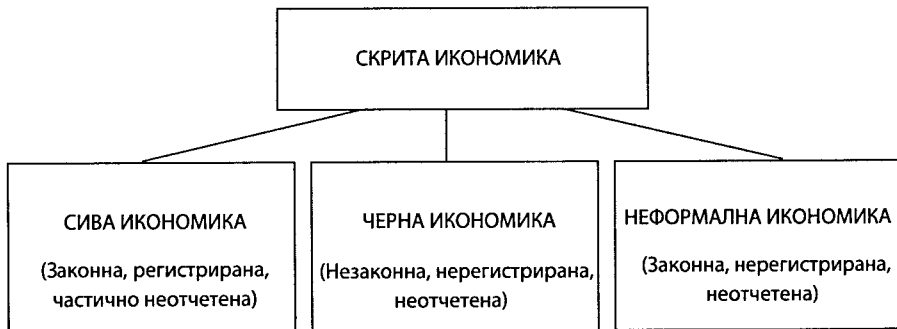 СКРИТА ИКОНОМИКА
СИВА ИКОНОМИКА
(Законна, регистрирана,
частично неотчетена)
ЧЕРНА ИКОНОМИКА
(Незаконна, нерегистрирана,
неотчетена)
НЕФОРМАЛНА ИКОНОМИКА
(Законна, нерегистрирана,
неотчетена)